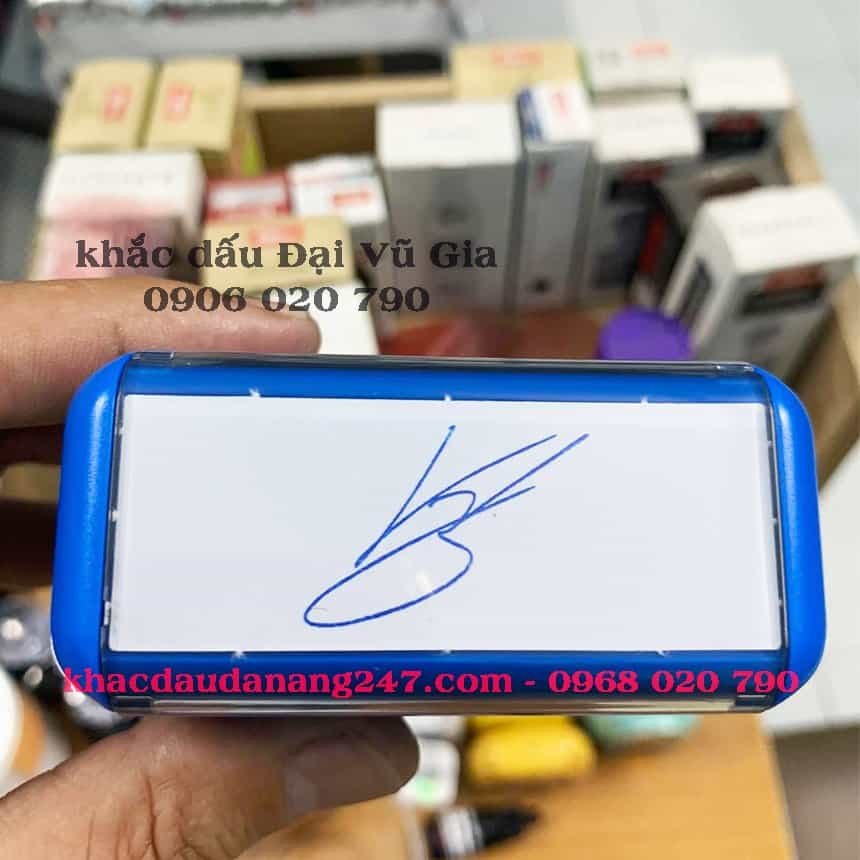 khắc dấu Đại Vũ Gia
0906 020 790
khacdaudanang247.com - 0968 020 790